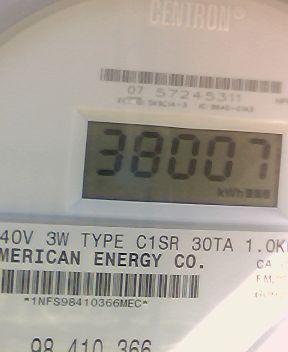 CENTRON®
07 57245311
38007
kWh
40V 3W TYPE C1SR 30TA 1.0K
MERICAN ENERGY CO.
CA
*1NFS98410366MEC*
98 410 366